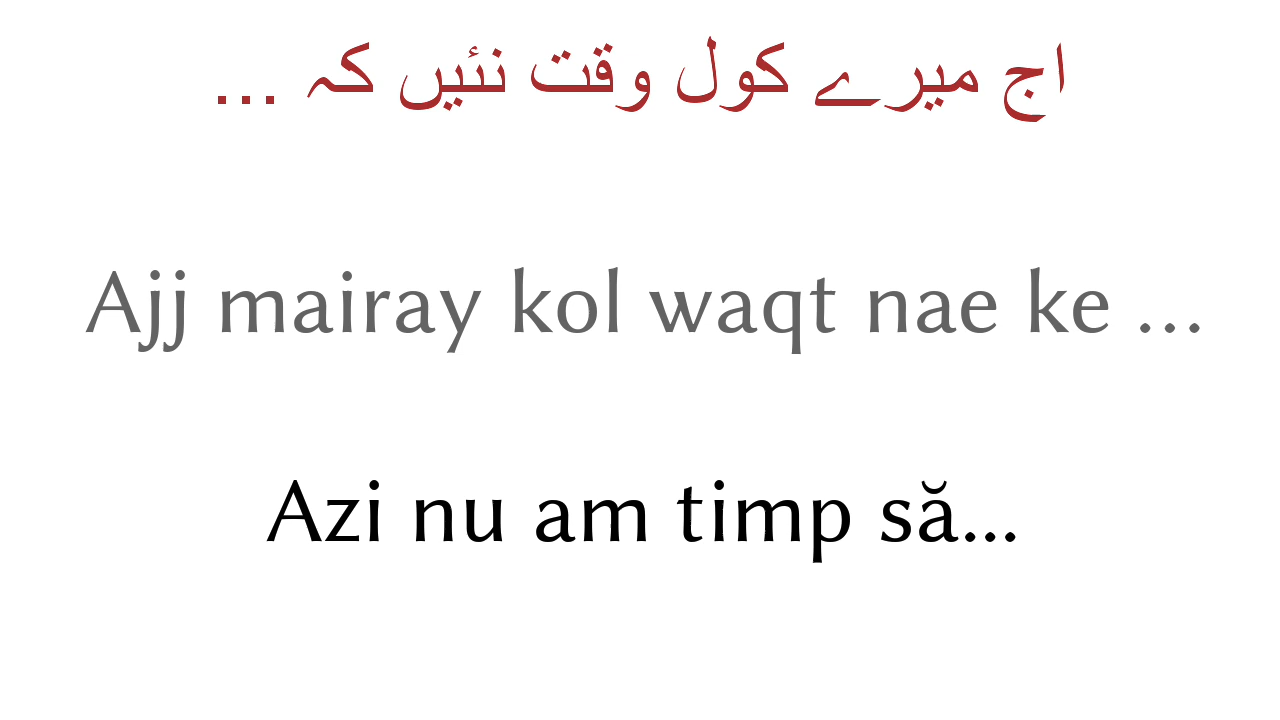 اج میرے کول وقت نئیں کہ ...
Ajj mairay kol waqt nae ke ...
Azi nu am timp să...